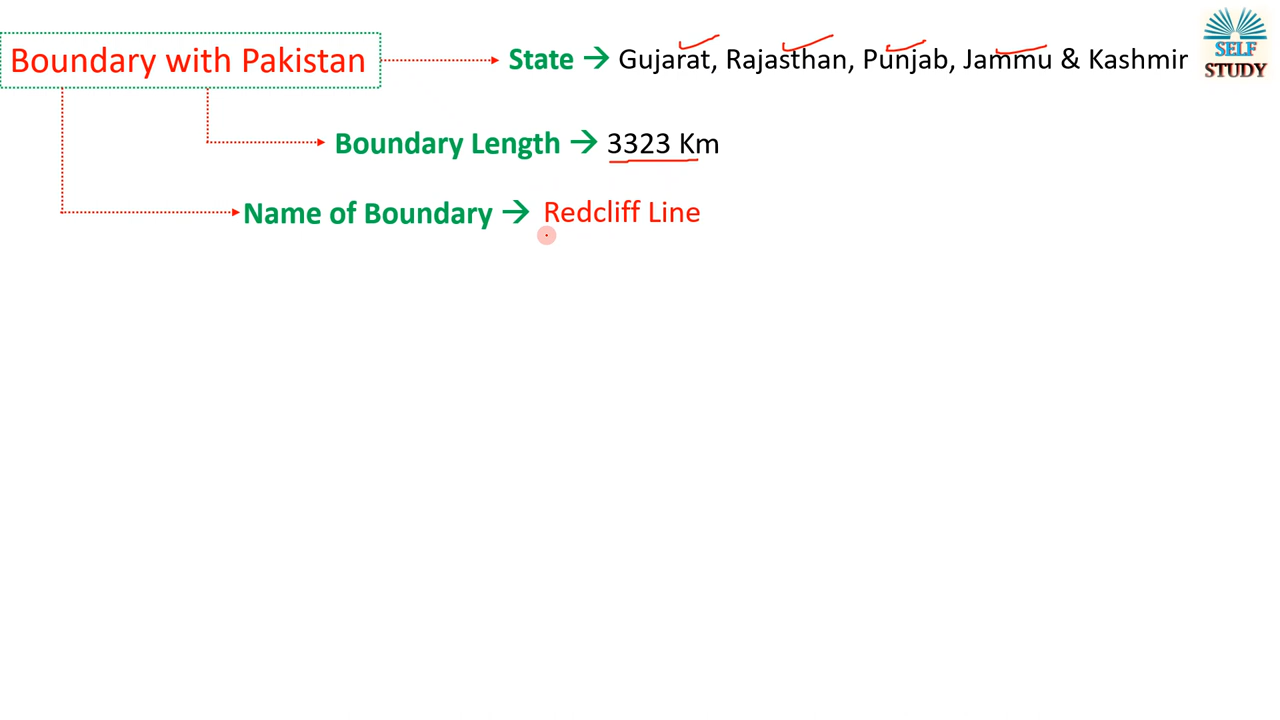 Boundary with Pakistan
State → Gujarat, Rajasthan, Punjab, Jammu & Kashmir
SELF
STUDY
Boundary Length → 3323 Km
Name of Boundary → Redcliff Line